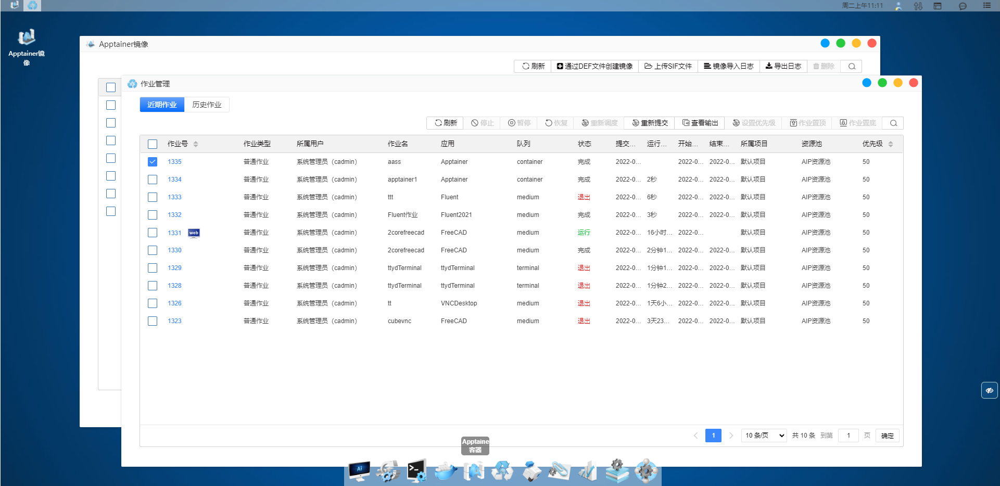 周二上午11:11
Apptainer镜
像
Apptainer镜像
刷新 通过DEF文件创建镜像 上传SIF文件 镜像导入日志 导出日志 删除
作业管理
近期作业 历史作业
刷新 停止 暂停 恢复 重新调度 重新提交 查看输出 设置优先级 作业置顶 作业置底
作业号 作业类型 所属用户 作业名 应用 队列 状态 提交... 运行... 开始... 结束... 所属项目 资源池 优先级
1335 普通作业 系统管理员（cadmin） aass Apptainer container 完成 2022-0... 2022-0... 2022-0... 默认项目 AIP资源池 50
1334 普通作业 系统管理员（cadmin） apptainer1 Apptainer container 完成 2022-0... 2秒 2022-0... 2022-0... 默认项目 AIP资源池 50
1333 普通作业 系统管理员（cadmin） ttt Fluent medium 退出 2022-0... 6秒 2022-0... 2022-0... 默认项目 AIP资源池 50
1332 普通作业 系统管理员（cadmin） Fluent作业 Fluent2021 medium 完成 2022-0... 3秒 2022-0... 2022-0... 默认项目 AIP资源池 50
1331 web 普通作业 系统管理员（cadmin） 2corefreecad FreeCAD medium 运行 2022-0... 16小时... 2022-0... 默认项目 AIP资源池 50
1330 普通作业 系统管理员（cadmin） 2corefreecad FreeCAD medium 完成 2022-0... 2分钟1... 2022-0... 2022-0... 默认项目 AIP资源池 50
1329 普通作业 系统管理员（cadmin） ttydTerminal ttydTerminal terminal 退出 2022-0... 1分钟1... 2022-0... 2022-0... 默认项目 AIP资源池 50
1328 普通作业 系统管理员（cadmin） ttydTerminal ttydTerminal terminal 退出 2022-0... 1分钟2... 2022-0... 2022-0... 默认项目 AIP资源池 50
1326 普通作业 系统管理员（cadmin） tt VNCDesktop medium 退出 2022-0... 1天6小... 2022-0... 2022-0... 默认项目 AIP资源池 50
1323 普通作业 系统管理员（cadmin） cubevnc FreeCAD medium 退出 2022-0... 3天23... 2022-0... 2022-0... 默认项目 AIP资源池 50
1 10 条/页 共 10 条 到第 1 页 确定
Apptaine
容器
Ai